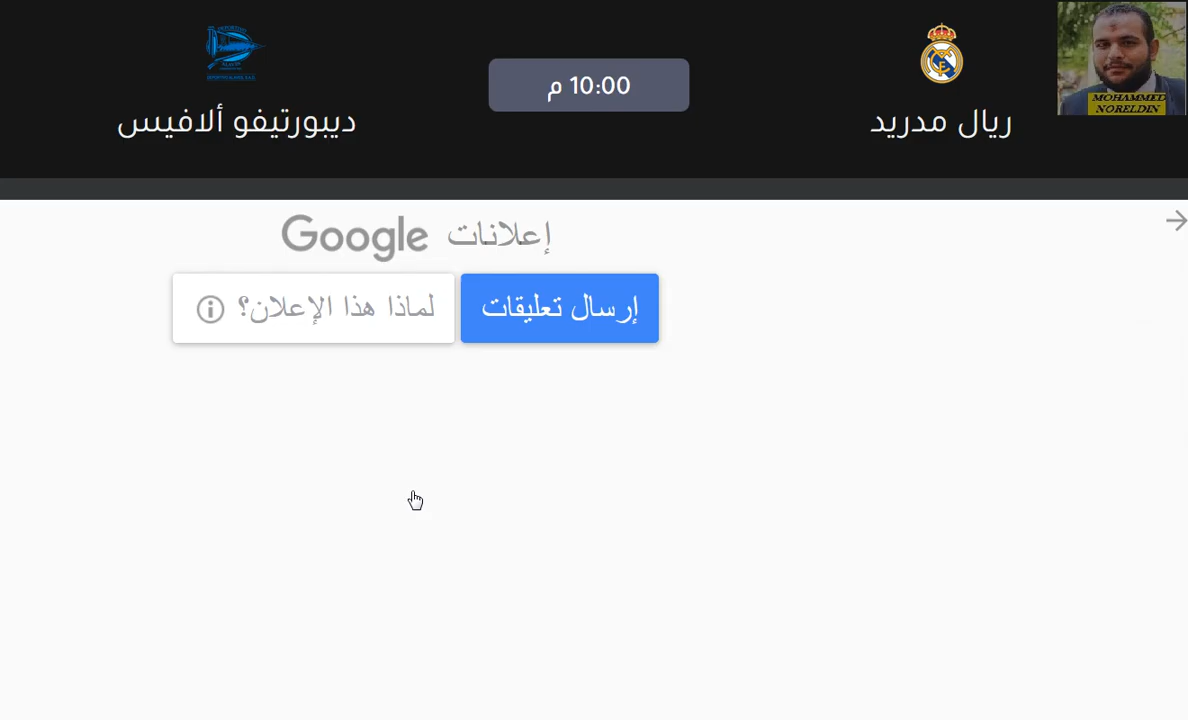 ريال مدريد
10:00 م
ديبورتيفو ألافيس
MOHAMMED
NORELDIN
إعلانات Google
إرسال تعليقات
لماذا هذا الإعلان؟